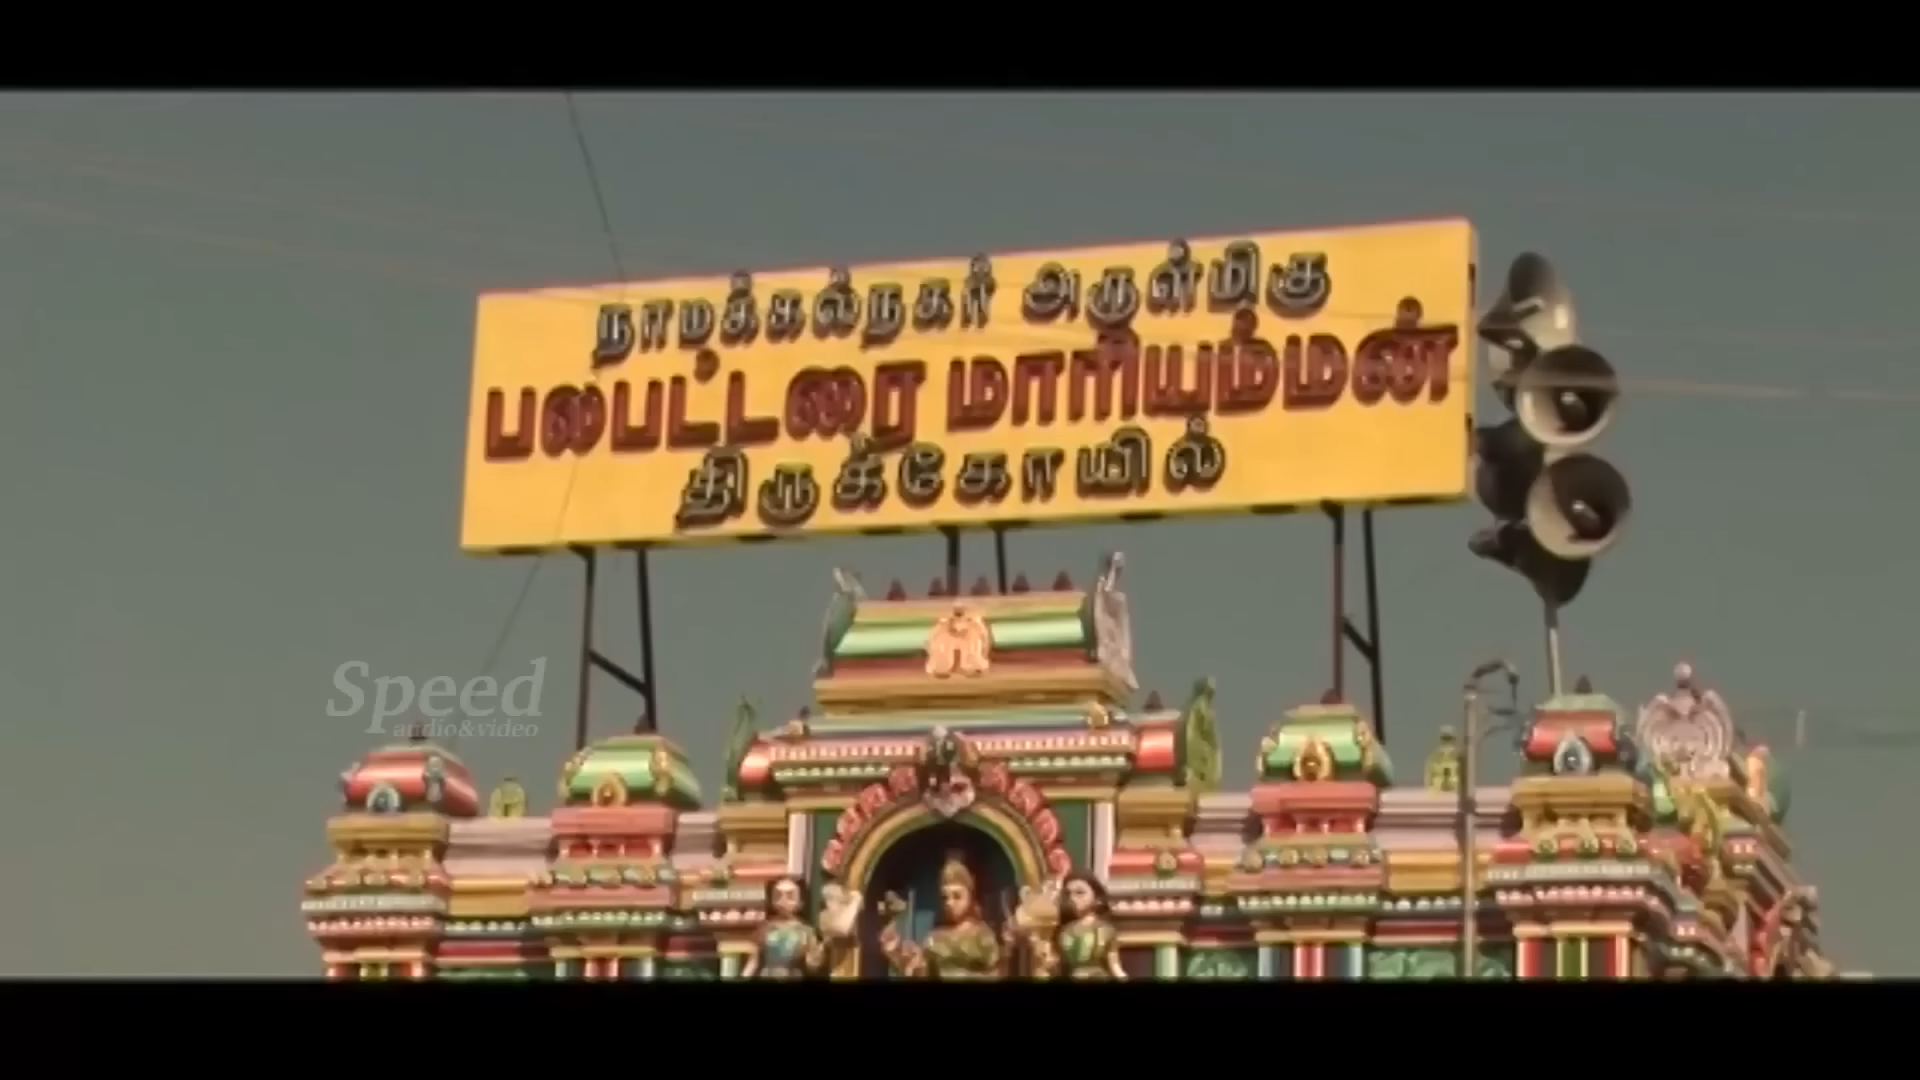 நாமக்கல்நகர் அருள்மிகு
பலபட்டரை மாரியம்மன்
திருக்கோயில்
Speed
audio&video